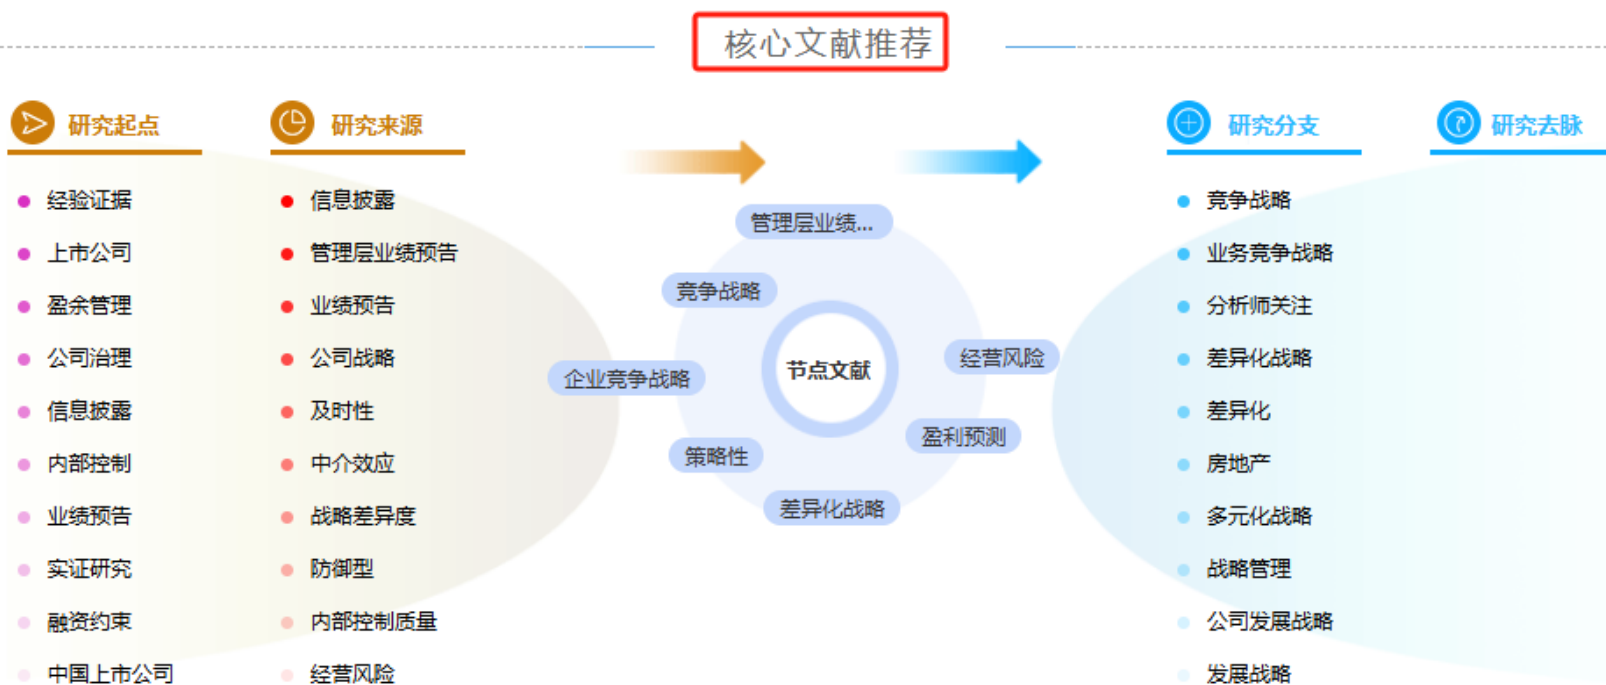 核心文献推荐
研究起点
经验证据
上市公司
盈余管理
公司治理
信息披露
内部控制
业绩预告
实证研究
融资约束
中国上市公司
研究来源
信息披露
管理层业绩预告
业绩预告
公司战略
及时性
中介效应
战略差异度
防御型
内部控制质量
经营风险
管理层业绩...
竞争战略
企业竞争战略
策略性
差异化战略
盈利预测
经营风险
节点文献
研究分支
竞争战略
业务竞争战略
分析师关注
差异化战略
差异化
房地产
多元化战略
战略管理
公司发展战略
发展战略
研究去脉